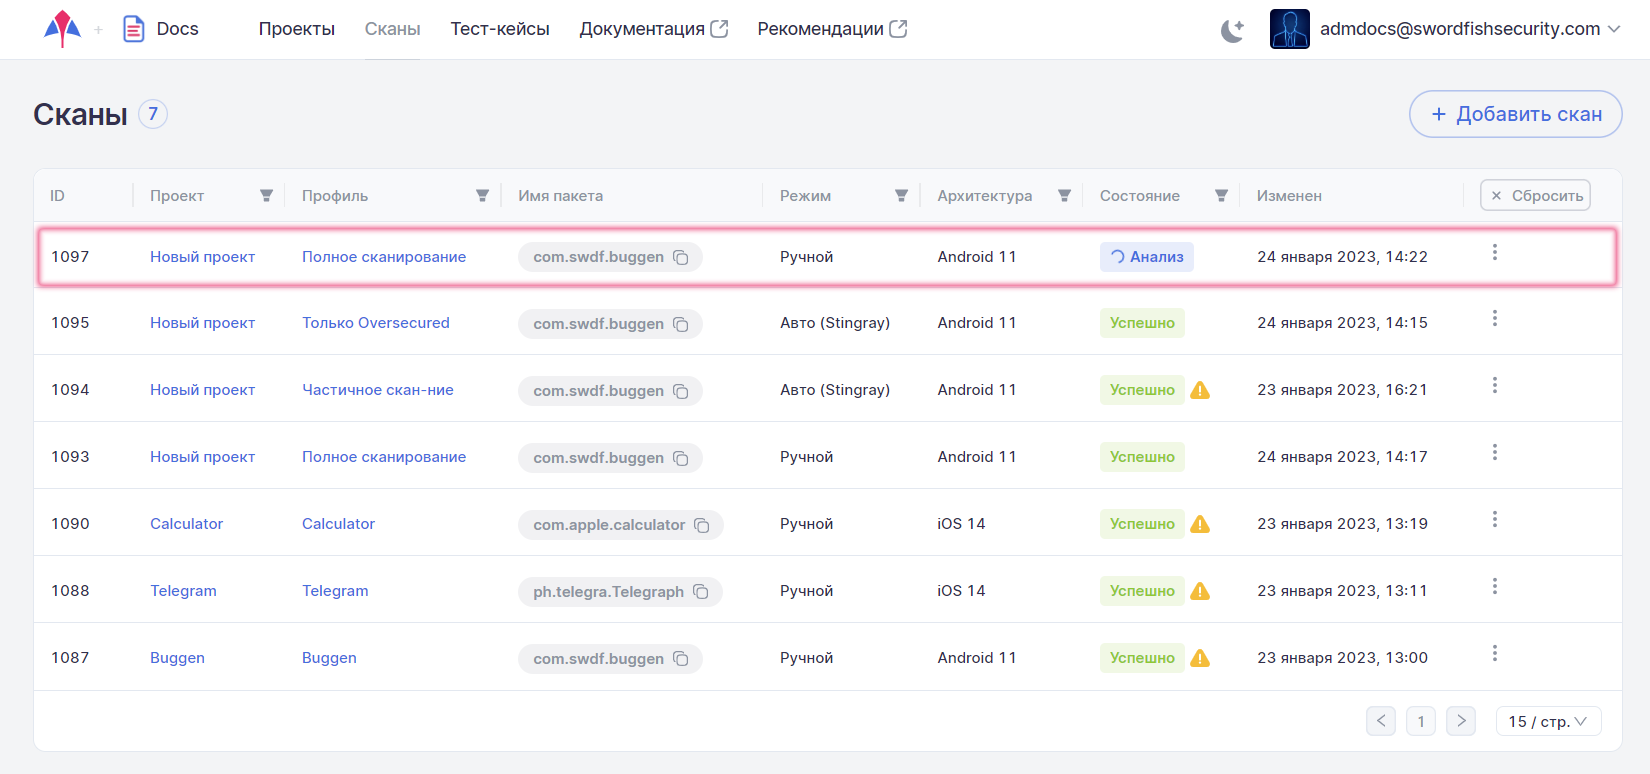 Docs Проекты Сканы Тест-кейсы Документация Рекомендации admdocs@swordfishsecurity.com
Сканы 7 + Добавить скан
ID Проект Профиль Имя пакета Режим Архитектура Состояние Изменен × Сбросить
1097 Новый проект Полное сканирование com.swdf.buggen Ручной Android 11 Анализ 24 января 2023, 14:22
1095 Новый проект Только Oversecured com.swdf.buggen Авто (Stingray) Android 11 Успешно 24 января 2023, 14:15
1094 Новый проект Частичное скан-ние com.swdf.buggen Авто (Stingray) Android 11 Успешно 23 января 2023, 16:21
1093 Новый проект Полное сканирование com.swdf.buggen Ручной Android 11 Успешно 24 января 2023, 14:17
1090 Calculator Calculator com.apple.calculator Ручной iOS 14 Успешно 23 января 2023, 13:19
1088 Telegram Telegram ph.telegra.Telegraph Ручной iOS 14 Успешно 23 января 2023, 13:11
1087 Buggen Buggen com.swdf.buggen Ручной Android 11 Успешно 23 января 2023, 13:00
< 1 > 15 / стр.